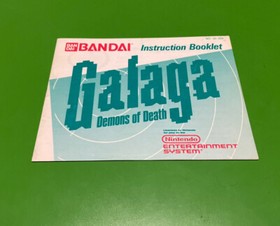 BANDAI Instruction Booklet
Galaga
Demons of Death
Nintendo
ENTERTAINMENT
SYSTEM